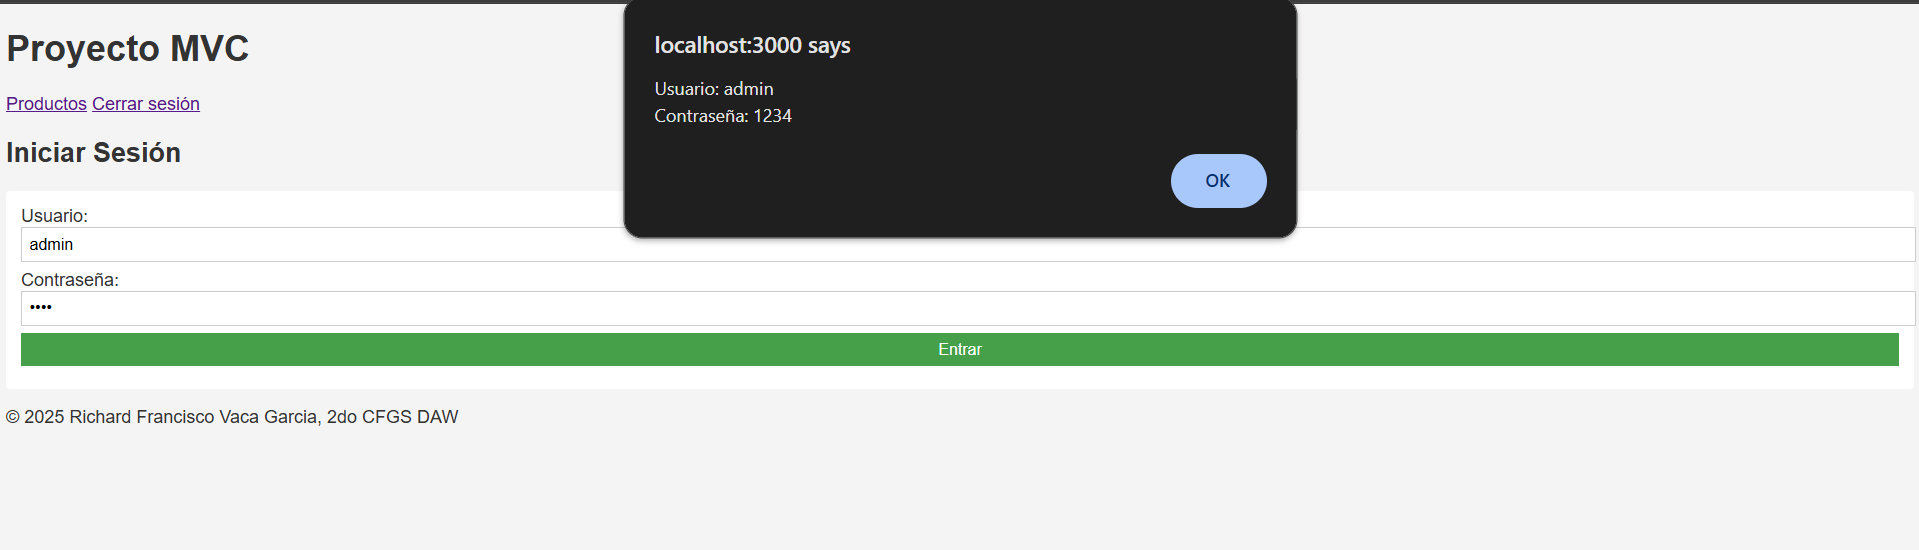 Proyecto MVC
Productos Cerrar sesión
Iniciar Sesión
localhost:3000 says
Usuario: admin
Contraseña: 1234
OK
Usuario:
admin
Contraseña:
••••
Entrar
© 2025 Richard Francisco Vaca Garcia, 2do CFGS DAW